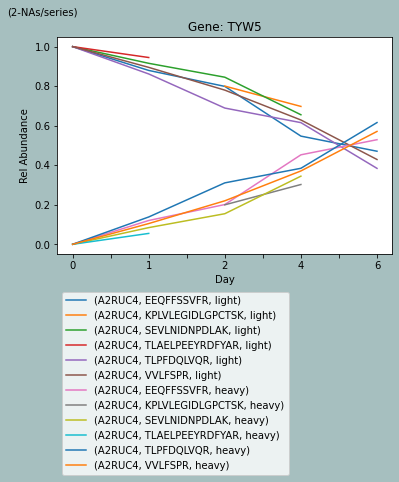 (2-NAs/series)
Gene: TYW5
1.0
0.8
0.6
0.4
0.2
0.0
Rel Abundance
0 1 2 4 6
Day
(A2RUC4, EEQFFSSVFR, light)
(A2RUC4, KPLVLEGIDLGPCTSK, light)
(A2RUC4, SEVLNIDNPDLAK, light)
(A2RUC4, TLAELPEEYRDFYAR, light)
(A2RUC4, TLPFDQLVQR, light)
(A2RUC4, VVLFSPR, light)
(A2RUC4, EEQFFSSVFR, heavy)
(A2RUC4, KPLVLEGIDLGPCTSK, heavy)
(A2RUC4, SEVLNIDNPDLAK, heavy)
(A2RUC4, TLAELPEEYRDFYAR, heavy)
(A2RUC4, TLPFDQLVQR, heavy)
(A2RUC4, VVLFSPR, heavy)